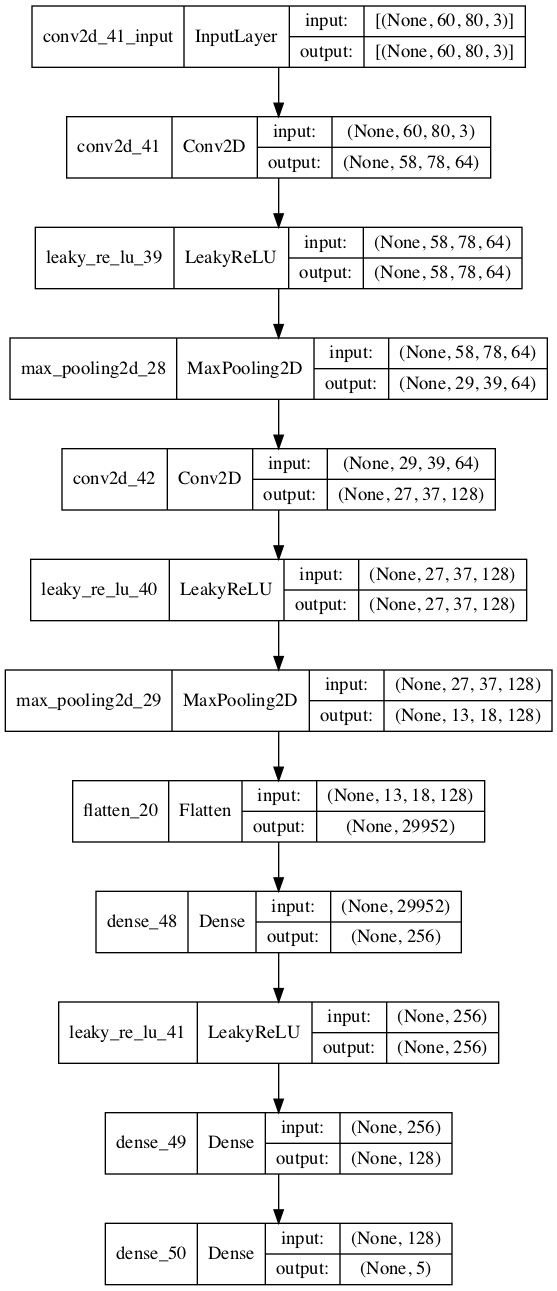 conv2d_41_input InputLayer input: [(None, 60, 80, 3)]
output: [(None, 60, 80, 3)]
conv2d_41 Conv2D input: (None, 60, 80, 3)
output: (None, 58, 78, 64)
leaky_re_lu_39 LeakyReLU input: (None, 58, 78, 64)
output: (None, 58, 78, 64)
max_pooling2d_28 MaxPooling2D input: (None, 58, 78, 64)
output: (None, 29, 39, 64)
conv2d_42 Conv2D input: (None, 29, 39, 64)
output: (None, 27, 37, 128)
leaky_re_lu_40 LeakyReLU input: (None, 27, 37, 128)
output: (None, 27, 37, 128)
max_pooling2d_29 MaxPooling2D input: (None, 27, 37, 128)
output: (None, 13, 18, 128)
flatten_20 Flatten input: (None, 13, 18, 128)
output: (None, 29952)
dense_48 Dense input: (None, 29952)
output: (None, 256)
leaky_re_lu_41 LeakyReLU input: (None, 256)
output: (None, 256)
dense_49 Dense input: (None, 256)
output: (None, 128)
dense_50 Dense input: (None, 128)
output: (None, 5)